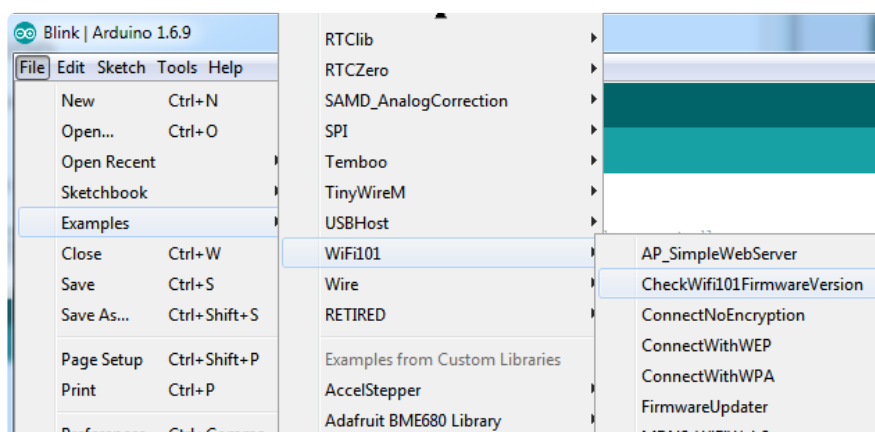 Blink | Arduino 1.6.9
File Edit Sketch Tools Help
New Ctrl+N
Open... Ctrl+O
Open Recent
Sketchbook
Examples
Close Ctrl+W
Save Ctrl+S
Save As... Ctrl+Shift+S
Page Setup Ctrl+Shift+P
Print Ctrl+P
RTClib
RTCZero
SAMD_AnalogCorrection
SPI
Temboo
TinyWireM
USBHost
WiFi101
Wire
RETIRED
Examples from Custom Libraries
AccelStepper
Adafruit BME680 Library
AP_SimpleWebServer
CheckWifi101FirmwareVersion
ConnectNoEncryption
ConnectWithWEP
ConnectWithWPA
FirmwareUpdater